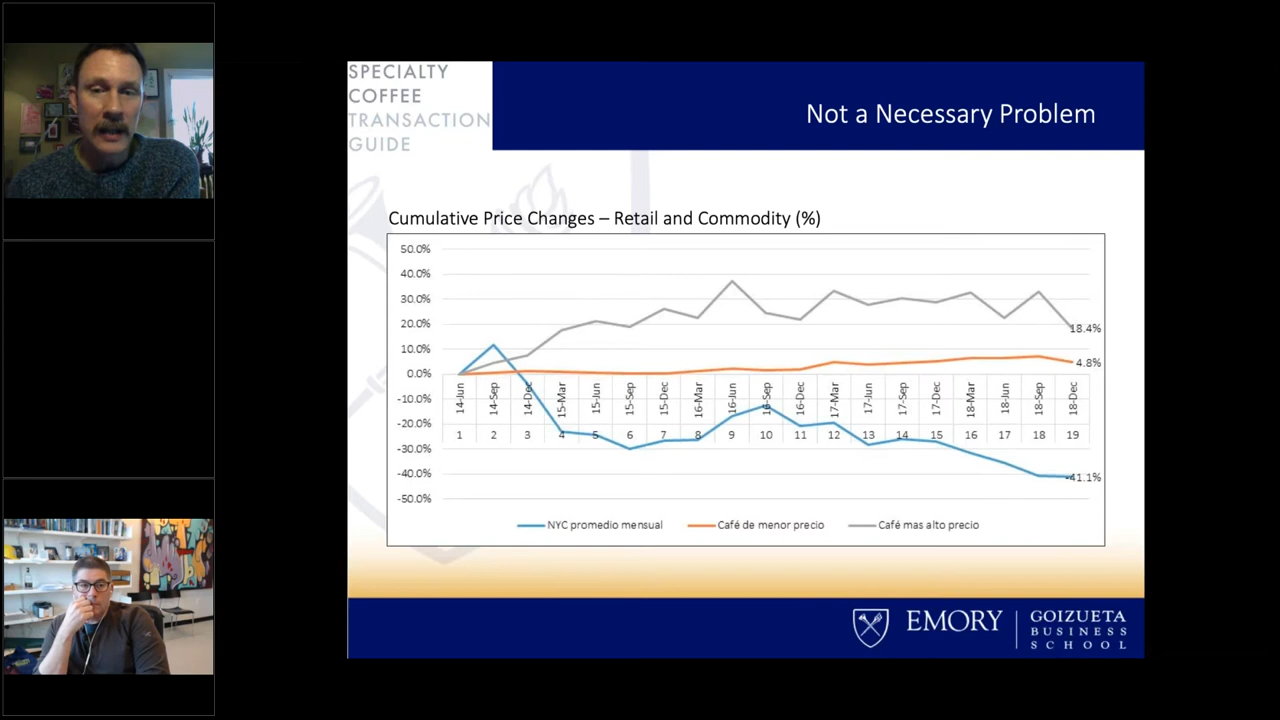 SPECIALTY
COFFEE
TRANSACTION
GUIDE
Not a Necessary Problem
Cumulative Price Changes – Retail and Commodity (%)
50.0%
40.0%
30.0%
20.0%
10.0%
0.0%
-10.0%
-20.0%
-30.0%
-40.0%
-50.0%
18.4%
4.8%
-41.1%
14-Jun 14-Sep 14-Dec 15-Mar 15-Jun 15-Sep 15-Dec 16-Mar 16-Jun 16-Sep 16-Dec 17-Mar 17-Jun 17-Sep 17-Dec 18-Mar 18-Jun 18-Sep 18-Dec
1 2 3 4 5 6 7 8 9 10 11 12 13 14 15 16 17 18 19
NYC promedio mensual Café de menor precio Café mas alto precio
EMORY
GOIZUETA
BUSINESS
SCHOOL